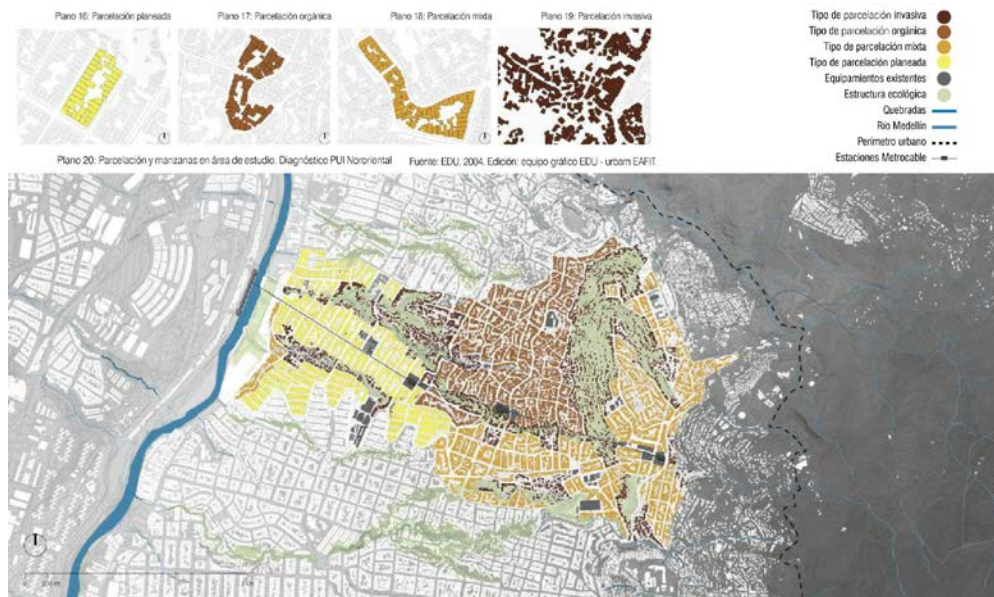 Plano 16: Parcelación planeada
Plano 17: Parcelación orgánica
Plano 18: Parcelación mixta
Plano 19: Parcelación invasiva
Tipo de parcelación invasiva
Tipo de parcelación orgánica
Tipo de parcelación mixta
Tipo de parcelación planeada
Equipamientos existentes
Estructura ecológica
Quebradas
Río Medellín
Perímetro urbano
Estaciones Metrocable
Plano 20: Parcelación y manzanas en área de estudio. Diagnóstico PUI Nororiental
Fuente: EDU, 2004. Edición: equipo gráfico EDU - urbam EAFIT.